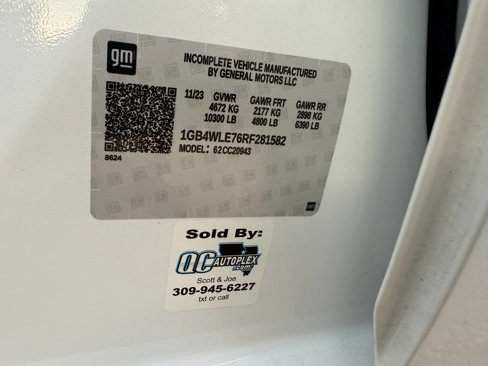 gm
INCOMPLETE VEHICLE MANUFACTURED
BY GENERAL MOTORS LLC
11/23 GVWR GAWR FRT GAWR RR
4672 KG 2177 KG 2898 KG
10300 LB 4800 LB 6390 LB
1GB4WLE76RF281582
MODEL: 62CC20943
8624
Sold By:
QC AUTOPLEX
.com
Scott & Joe
309-945-6227
txt or call